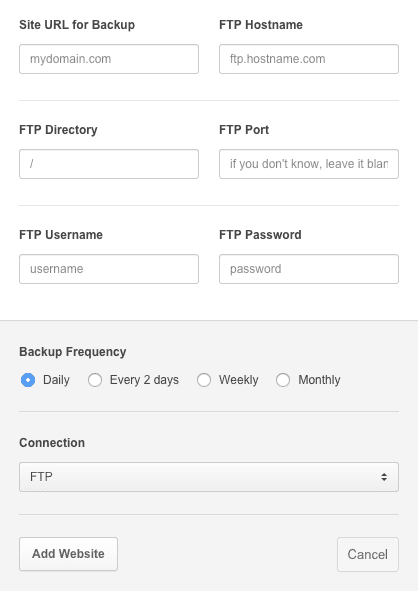 Site URL for Backup FTP Hostname
mydomain.com ftp.hostname.com
FTP Directory FTP Port
/ if you don't know, leave it blan
FTP Username FTP Password
username password
Backup Frequency
Daily Every 2 days Weekly Monthly
Connection
FTP
Add Website Cancel